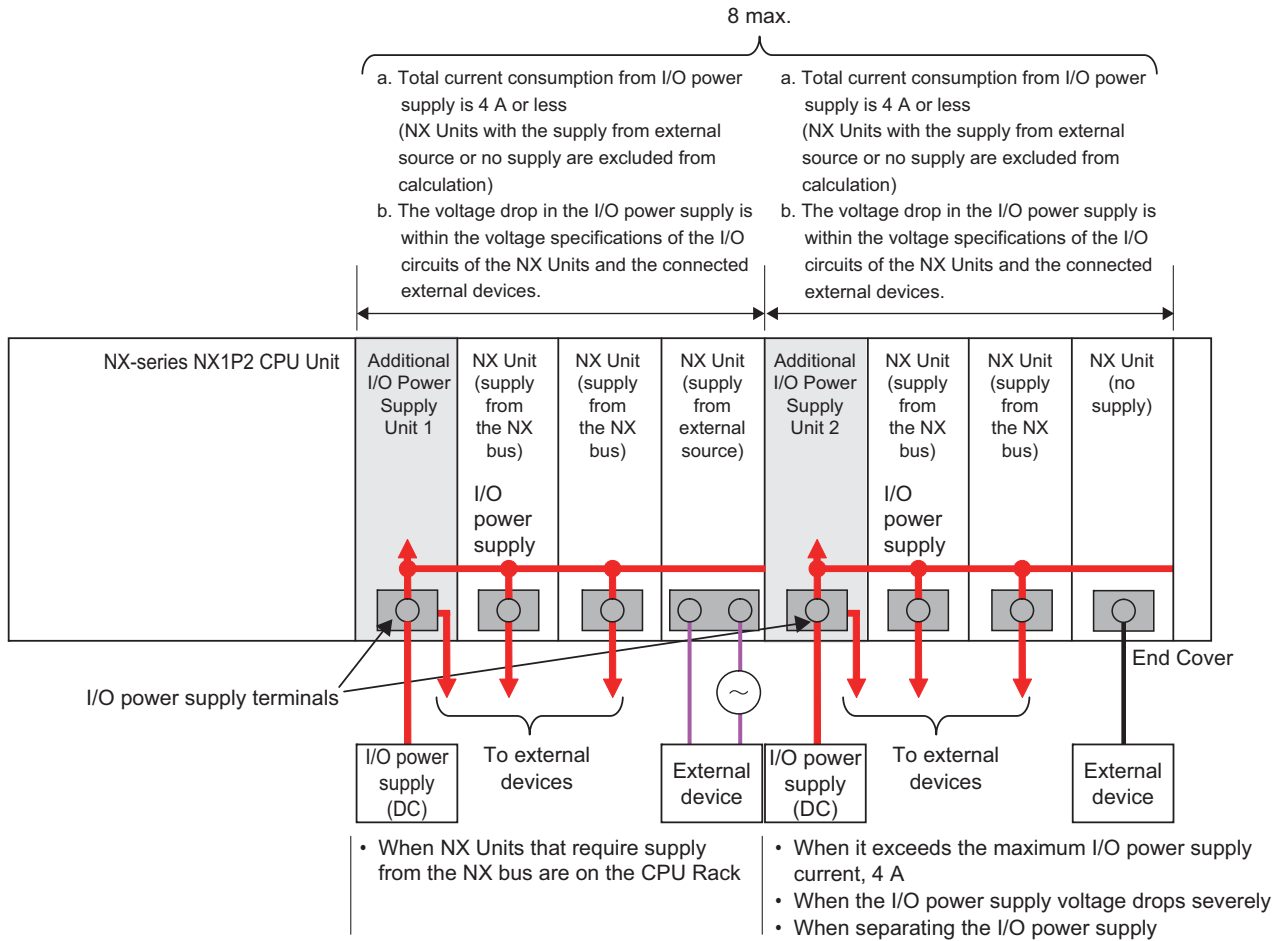 8 max.
a. Total current consumption from I/O power
supply is 4 A or less
(NX Units with the supply from external
source or no supply are excluded from
calculation)
b. The voltage drop in the I/O power supply is
within the voltage specifications of the I/O
circuits of the NX Units and the connected
external devices.
a. Total current consumption from I/O power
supply is 4 A or less
(NX Units with the supply from external
source or no supply are excluded from
calculation)
b. The voltage drop in the I/O power supply is
within the voltage specifications of the I/O
circuits of the NX Units and the connected
external devices.
NX-series NX1P2 CPU Unit
Additional
I/O Power
Supply
Unit 1
NX Unit
(supply
from
the NX
bus)
NX Unit
(supply
from
the NX
bus)
NX Unit
(supply
from
external
source)
Additional
I/O Power
Supply
Unit 2
NX Unit
(supply
from
the NX
bus)
NX Unit
(supply
from
the NX
bus)
NX Unit
(no
supply)
I/O
power
supply
I/O
power
supply
End Cover
I/O power supply terminals
I/O power
supply
(DC)
To external
devices
External
device
I/O power
supply
(DC)
To external
devices
External
device
• When NX Units that require supply
from the NX bus are on the CPU Rack
• When it exceeds the maximum I/O power supply
current, 4 A
• When the I/O power supply voltage drops severely
• When separating the I/O power supply